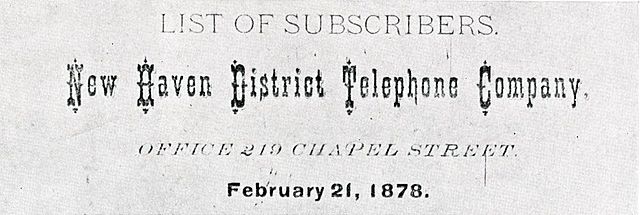 LIST OF SUBSCRIBERS.
New Haven District Telephone Company.
OFFICE 219 CHAPEL STREET.
February 21, 1878.